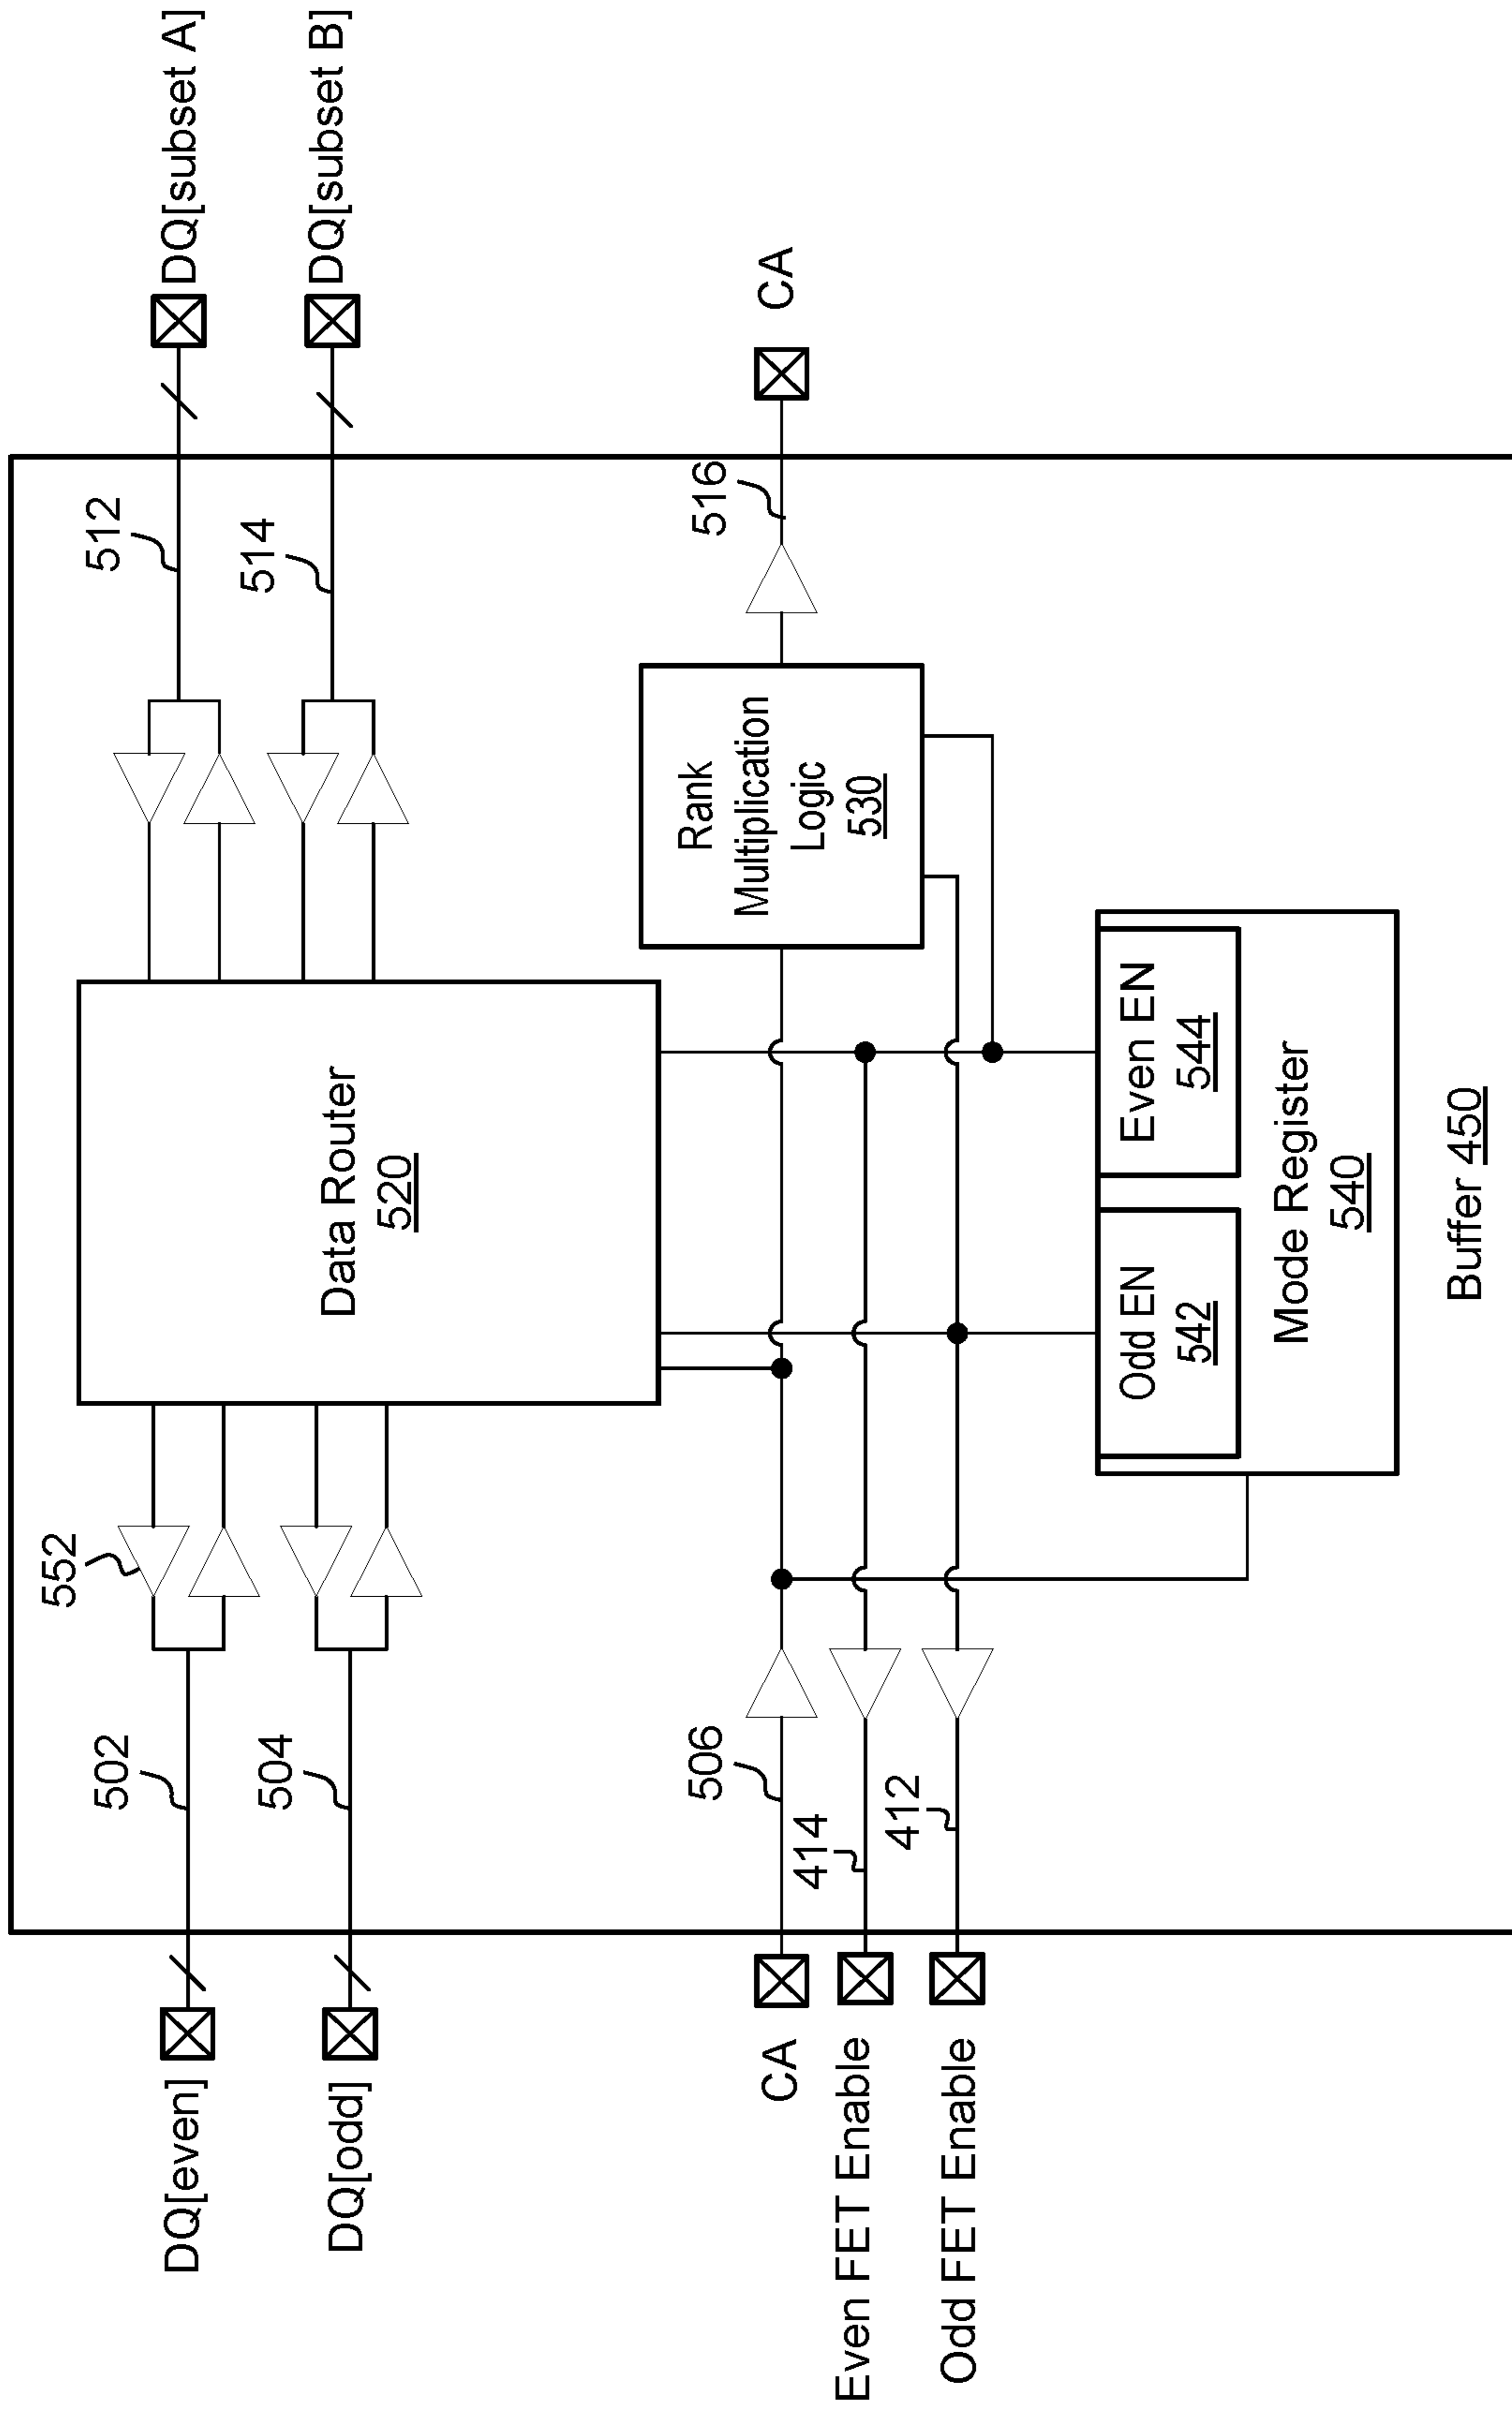 DQ[even]
552
502
DQ[odd]
504
Data Router
520
512
DQ[subset A]
514
DQ[subset B]
CA
506
Even FET Enable
414
Odd FET Enable
412
Rank
Multiplication
Logic
530
516
CA
Odd EN
542
Even EN
544
Mode Register
540
Buffer 450